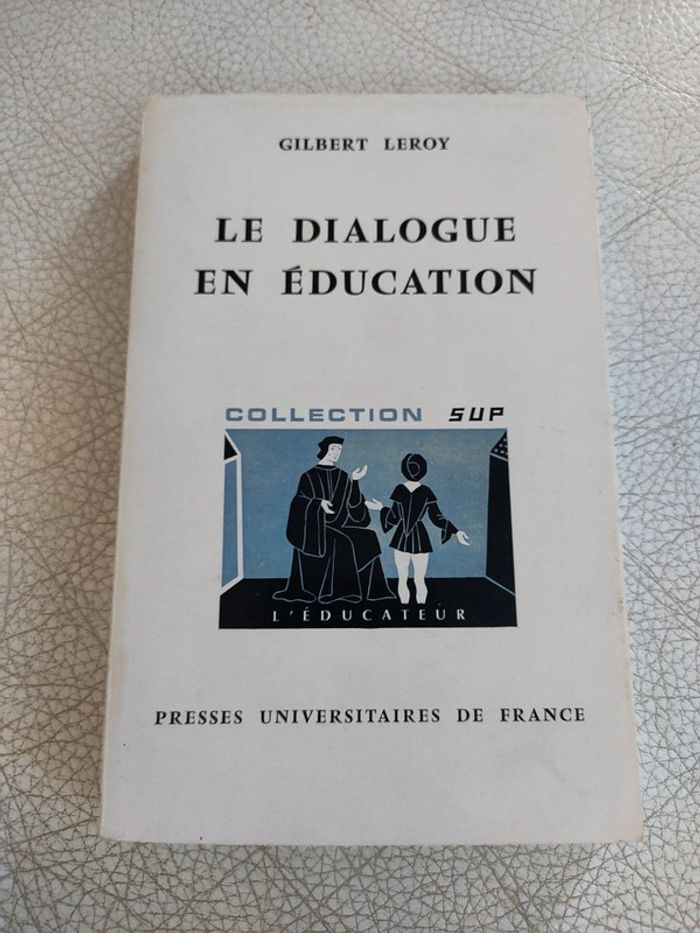 GILBERT LEROY
LE DIALOGUE
EN ÉDUCATION
COLLECTION SUP
L'ÉDUCATEUR
PRESSES UNIVERSITAIRES DE FRANCE